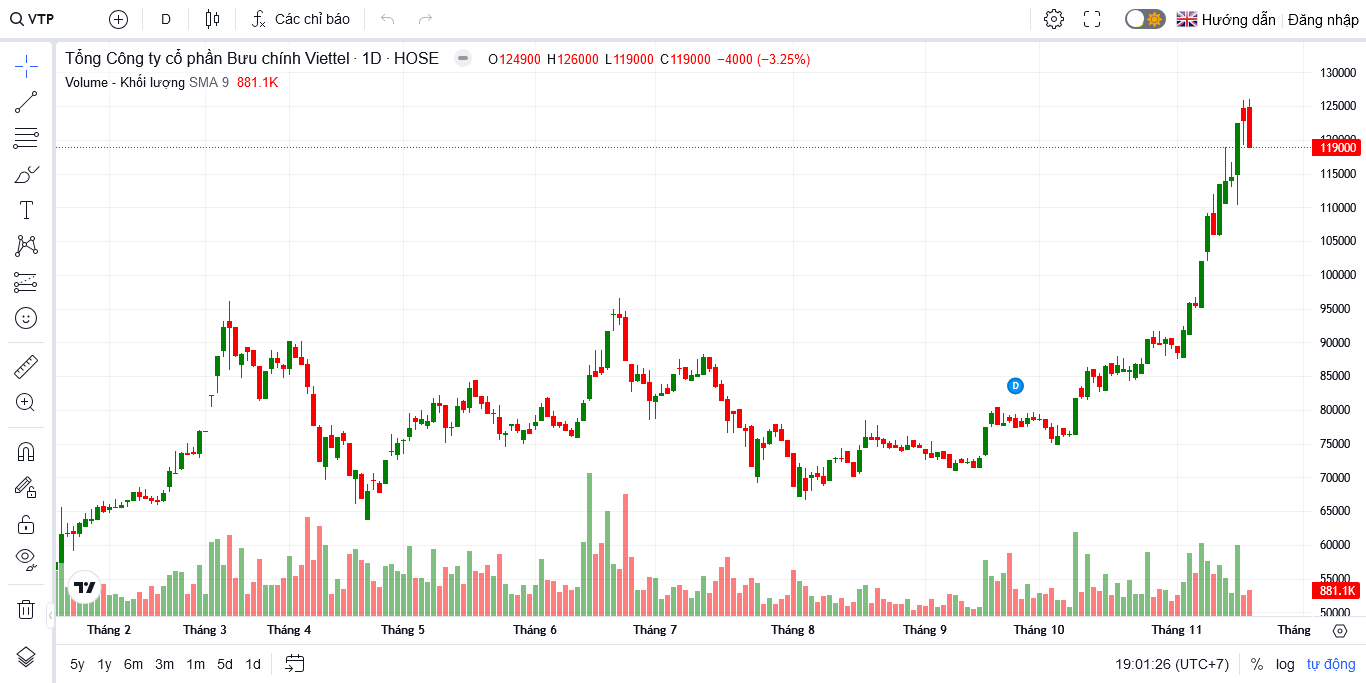 VTP D Các chỉ báo Hướng dẫn Đăng nhập
Tổng Công ty cổ phần Bưu chính Viettel · 1D · HOSE O124900 H126000 L119000 C119000 −4000 (−3.25%)
Volume - Khối lượng SMA 9 881.1K
130000
125000
120000
119000
115000
110000
105000
100000
95000
90000
85000
D
80000
75000
70000
65000
60000
55000
881.1K
50000
Tháng 2 Tháng 3 Tháng 4 Tháng 5 Tháng 6 Tháng 7 Tháng 8 Tháng 9 Tháng 10 Tháng 11 Tháng
5y 1y 6m 3m 1m 5d 1d 19:01:26 (UTC+7) % log tự động